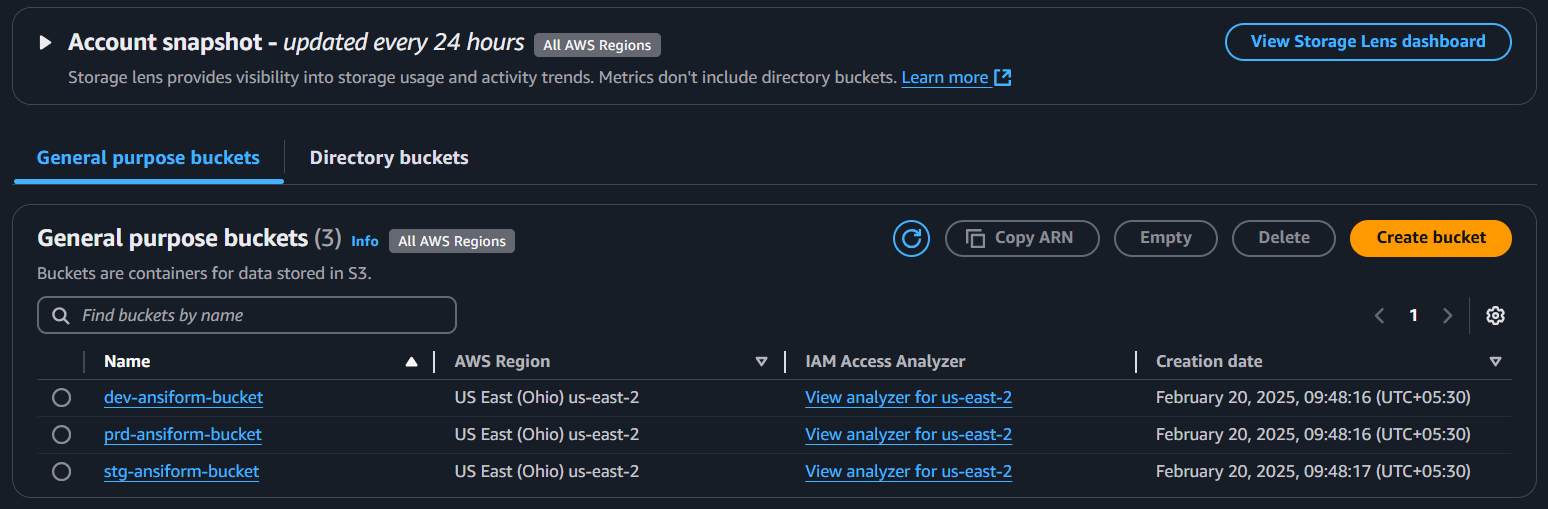 Account snapshot - updated every 24 hours All AWS Regions View Storage Lens dashboard
Storage lens provides visibility into storage usage and activity trends. Metrics don't include directory buckets. Learn more
General purpose buckets Directory buckets
General purpose buckets (3) Info All AWS Regions Copy ARN Empty Delete Create bucket
Buckets are containers for data stored in S3.
Find buckets by name 1
Name AWS Region IAM Access Analyzer Creation date
dev-ansiform-bucket US East (Ohio) us-east-2 View analyzer for us-east-2 February 20, 2025, 09:48:16 (UTC+05:30)
prd-ansiform-bucket US East (Ohio) us-east-2 View analyzer for us-east-2 February 20, 2025, 09:48:16 (UTC+05:30)
stg-ansiform-bucket US East (Ohio) us-east-2 View analyzer for us-east-2 February 20, 2025, 09:48:17 (UTC+05:30)